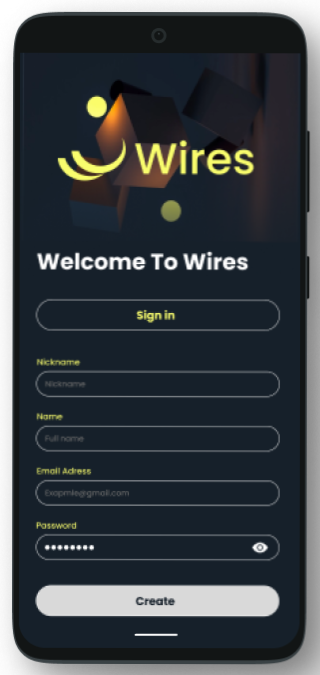 Wires
Welcome To Wires
Sign in
Nickname
Nickname
Name
Full name
Email Adress
Exapmle@gmail.com
Password
Create